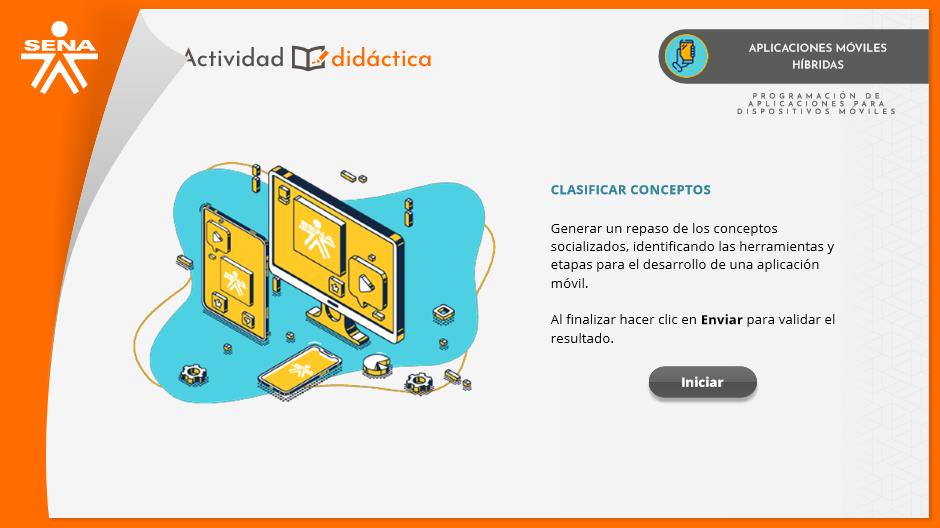 SENA
Actividad didáctica
APLICACIONES MÓVILES
HÍBRIDAS
PROGRAMACIÓN DE
APLICACIONES PARA
DISPOSITIVOS MÓVILES
SENA
CLASIFICAR CONCEPTOS
Generar un repaso de los conceptos
socializados, identificando las herramientas y
etapas para el desarrollo de una aplicación
móvil.
Al finalizar hacer clic en Enviar para validar el
resultado.
Iniciar